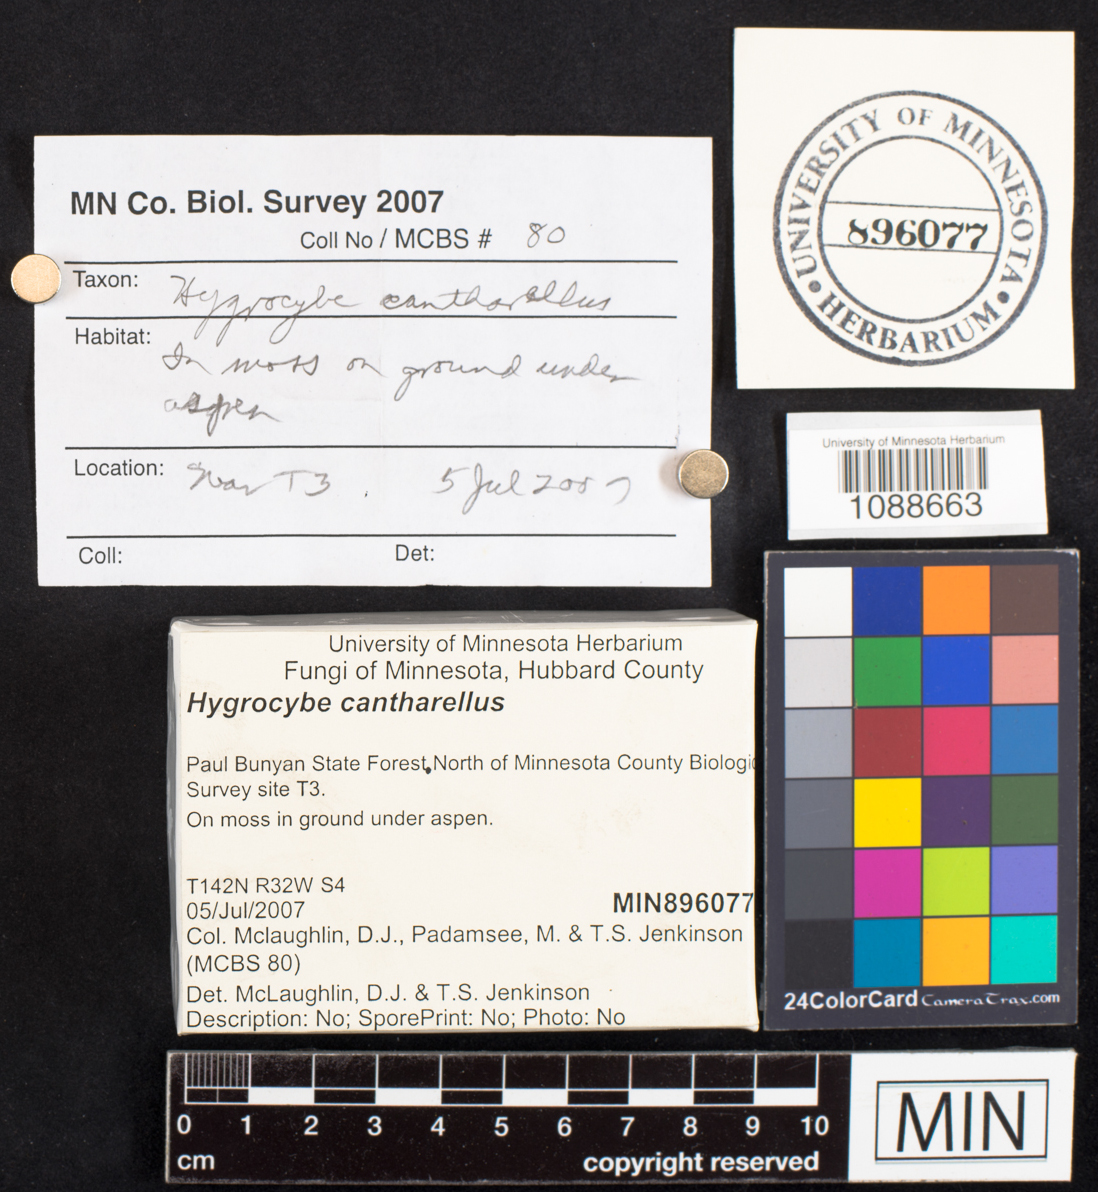 MN Co. Biol. Survey 2007
Coll No / MCBS # 80
Taxon: Hygrocybe cantharellus
Habitat: In moss on ground under
aspen
Location: Near T3. 5 Jul 2007
Coll: Det:
UNIVERSITY OF MINNESOTA
896077
• HERBARIUM •
University of Minnesota Herbarium
1088663
University of Minnesota Herbarium
Fungi of Minnesota, Hubbard County
Hygrocybe cantharellus
Paul Bunyan State Forest, North of Minnesota County Biologic
Survey site T3.
On moss in ground under aspen.
T142N R32W S4
05/Jul/2007
MIN896077
Col. Mclaughlin, D.J., Padamsee, M. & T.S. Jenkinson
(MCBS 80)
Det. McLaughlin, D.J. & T.S. Jenkinson
Description: No; SporePrint: No; Photo: No
24ColorCard CameraTrax.com
0 1 2 3 4 5 6 7 8 9 10
cm
copyright reserved
MIN